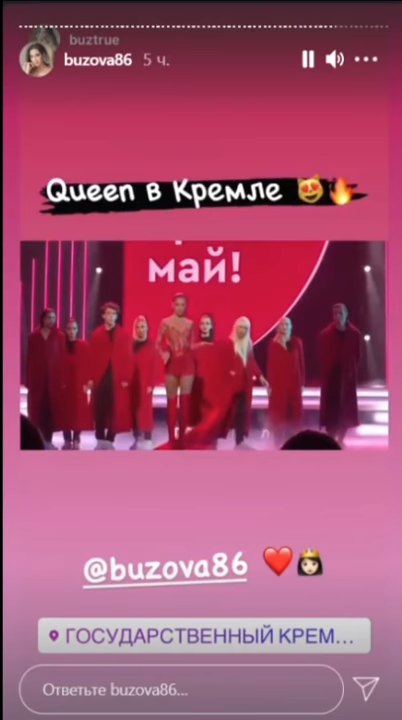 buztrue
buzova86 5 ч.
Queen в Кремле
май!
@buzova86
ГОСУДАРСТВЕННЫЙ КРЕМ...
Ответьте buzova86...